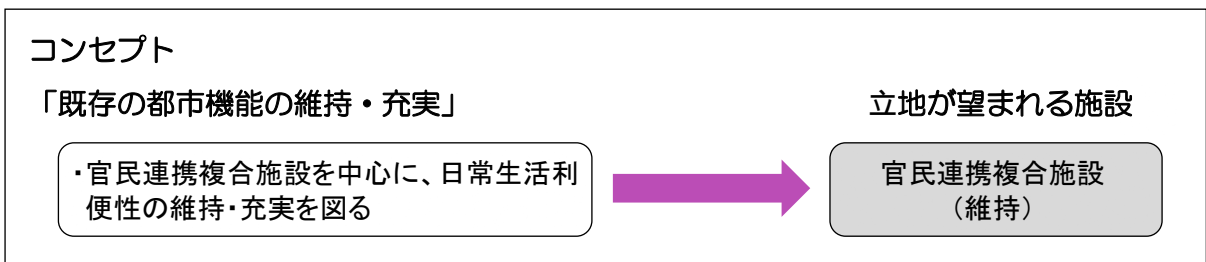 コンセプト
「既存の都市機能の維持・充実」
立地が望まれる施設
・官民連携複合施設を中心に、日常生活利
便性の維持・充実を図る
官民連携複合施設
（維持）